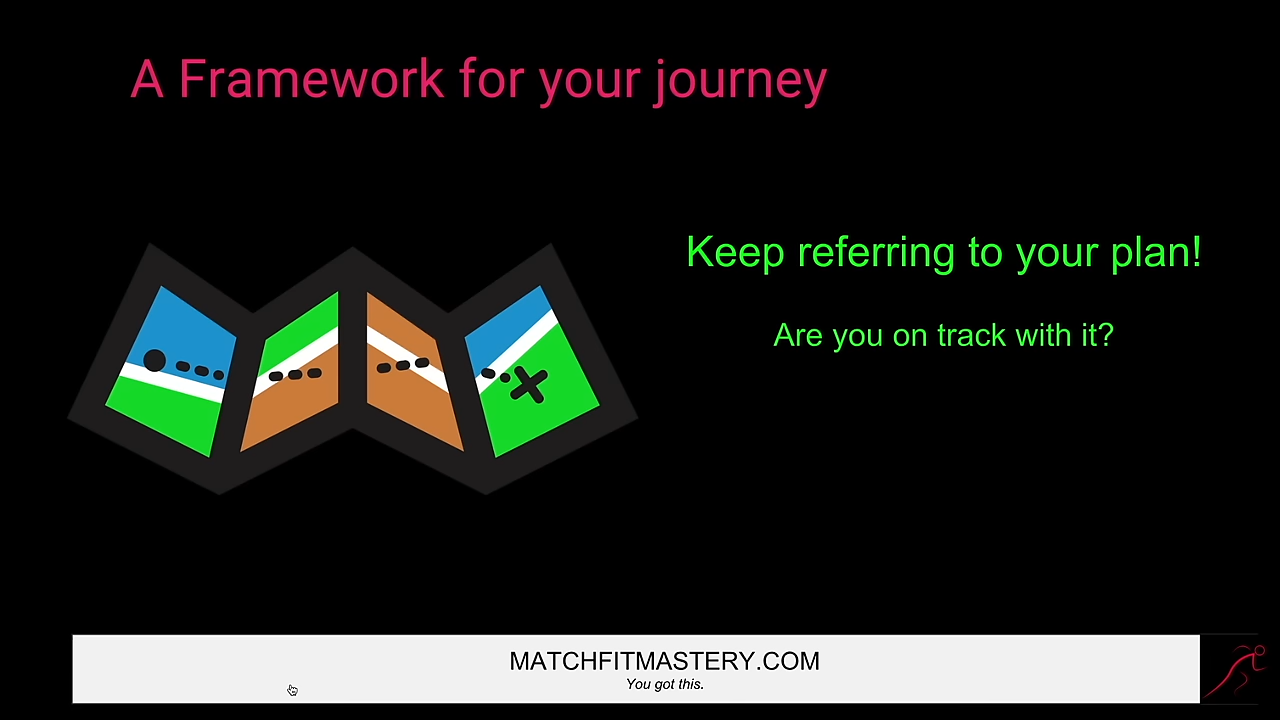 A Framework for your journey
Keep referring to your plan!
Are you on track with it?
MATCHFITMASTERY.COM
You got this.